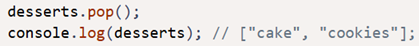 desserts.pop();
console.log(desserts); // ["cake", "cookies"];